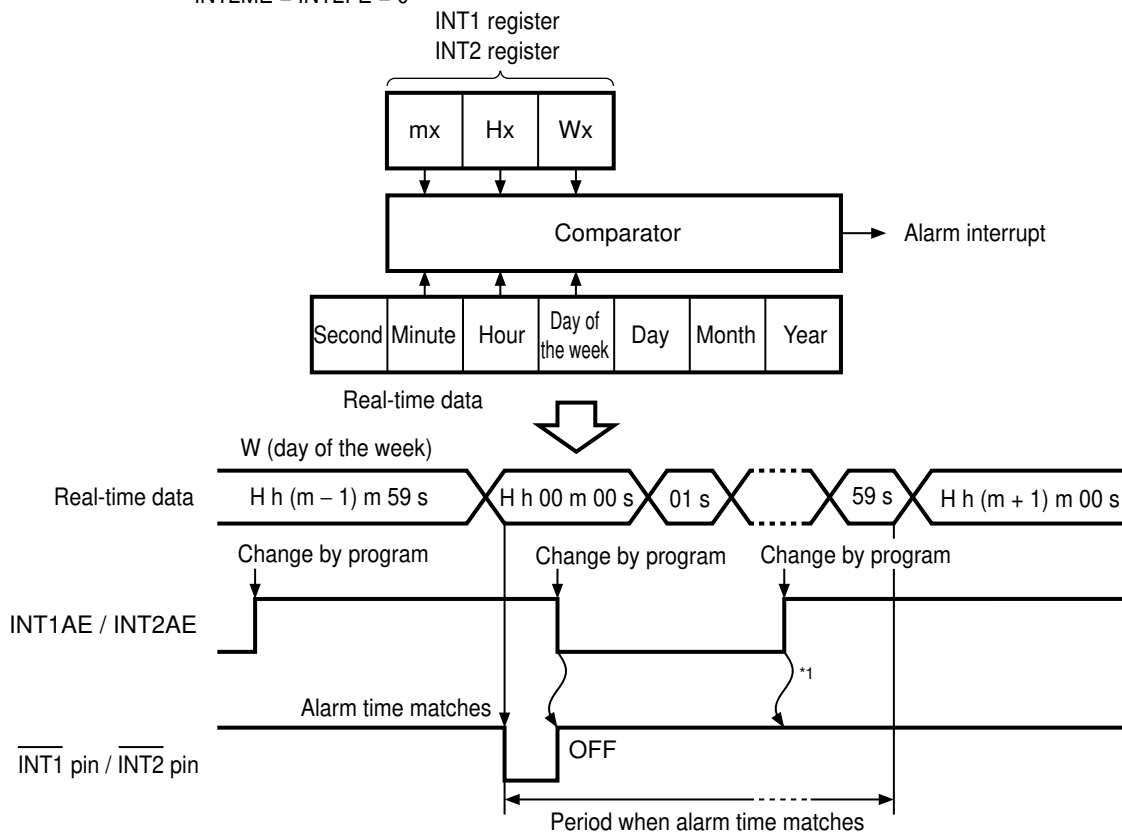 INT2ME = INT2FE = 0
INT1 register
INT2 register
mx Hx Wx
Comparator
Alarm interrupt
Second Minute Hour Day of the week Day Month Year
Real-time data
W (day of the week)
Real-time data
H h (m − 1) m 59 s H h 00 m 00 s 01 s 59 s H h (m + 1) m 00 s
Change by program Change by program Change by program
INT1AE / INT2AE
*1
Alarm time matches
OFF
INT1 pin / INT2 pin
Period when alarm time matches